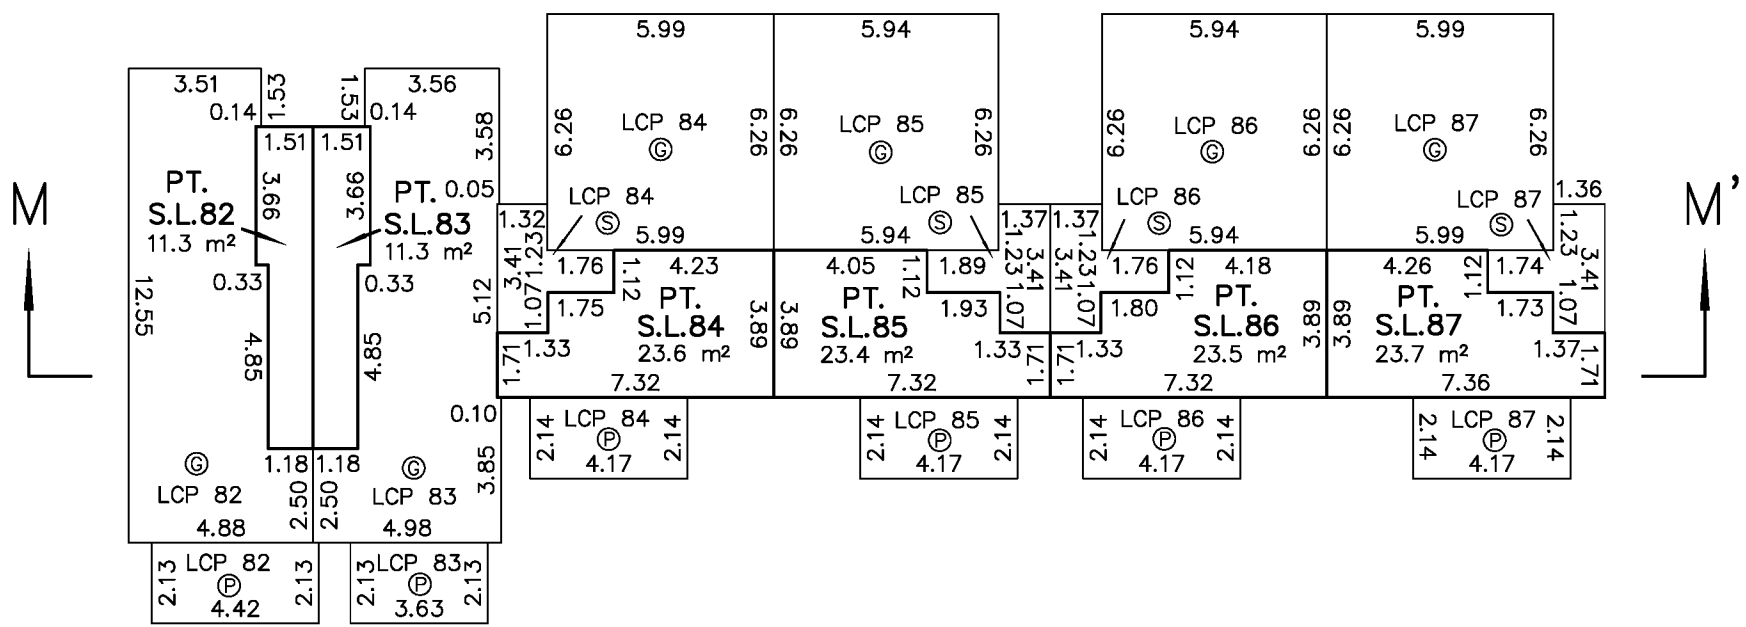 5.99 5.94 5.94 5.99
3.51 1.53 1.53 3.56
0.14 0.14
6.26 LCP 84 6.26 6.26 LCP 85 6.26 6.26 LCP 86 6.26 6.26 LCP 87 6.26
G G G G
1.51 1.51 3.58
PT. 3.66 3.66 PT. 0.05
S.L.82 S.L.83
11.3 m² 11.3 m²
M M'
LCP 84 LCP 85 LCP 86 LCP 87 1.36
S S S S
1.32 5.99 5.94 1.37 1.37 5.94 5.99
3.41 1.23 1.76 1.12 4.23 4.05 1.12 1.89 1.23 3.41 3.41 1.23 1.76 1.12 4.18 4.26 1.12 1.74 1.23 3.41
0.33 0.33
12.55 5.12 1.07 1.75 PT. PT. 1.93 1.07 1.07 1.80 PT. PT. 1.73 1.07
S.L.84 3.89 3.89 S.L.85 S.L.86 3.89 3.89 S.L.87
4.85 4.85 1.71 1.33 23.6 m² 23.4 m² 1.33 1.71 1.71 1.33 23.5 m² 23.7 m² 1.37 1.71
7.32 7.32 7.32 7.36
0.10
2.14 LCP 84 2.14 2.14 LCP 85 2.14 2.14 LCP 86 2.14 2.14 LCP 87 2.14
P P P P
4.17 4.17 4.17 4.17
G 1.18 1.18 G 3.85
LCP 82 2.50 2.50 LCP 83
4.88 4.98
2.13 LCP 82 2.13 2.13 LCP 83 2.13
P P
4.42 3.63